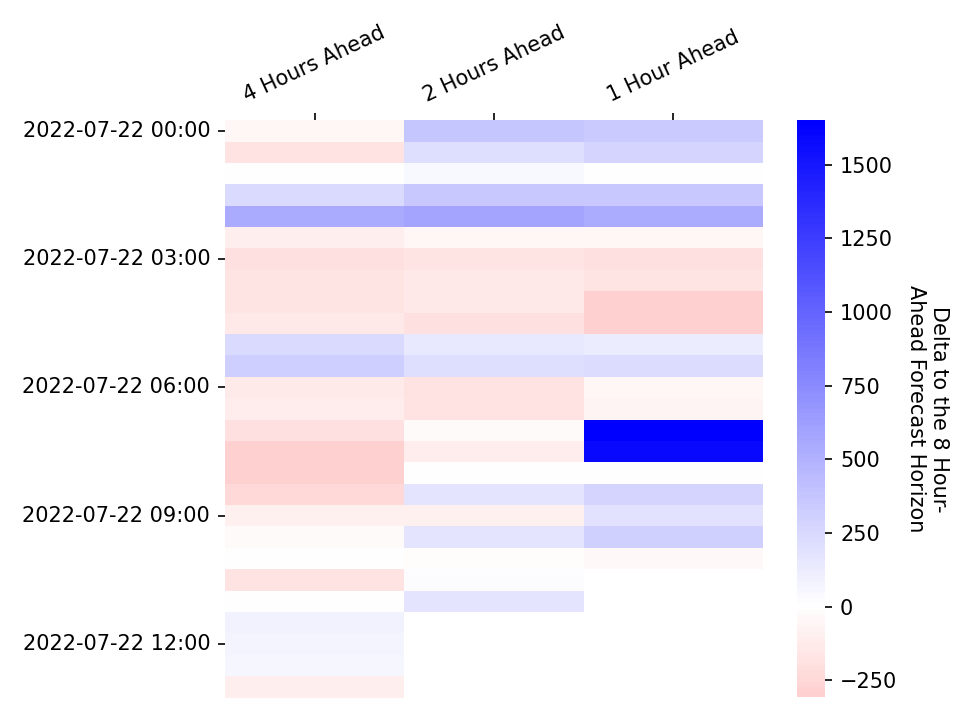 4 Hours Ahead
2 Hours Ahead
1 Hour Ahead
2022-07-22 00:00
2022-07-22 03:00
2022-07-22 06:00
2022-07-22 09:00
2022-07-22 12:00
1500
1250
1000
750
500
250
0
−250
Delta to the 8 Hour-
Ahead Forecast Horizon